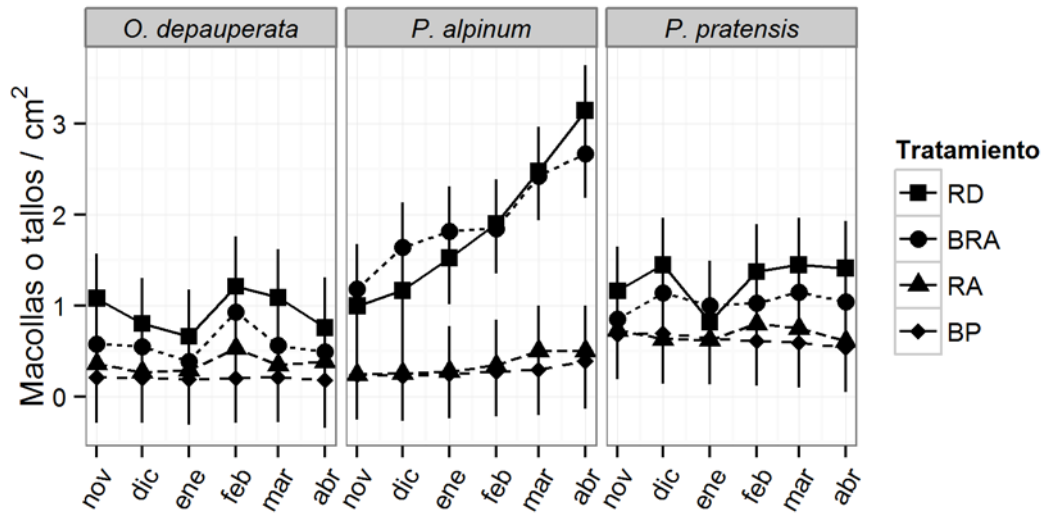 O. depauperata
P. alpinum
P. pratensis
Macollas o tallos / cm²
3
2
1
0
nov dic ene feb mar abr
nov dic ene feb mar abr
nov dic ene feb mar abr
Tratamiento
RD
BRA
RA
BP